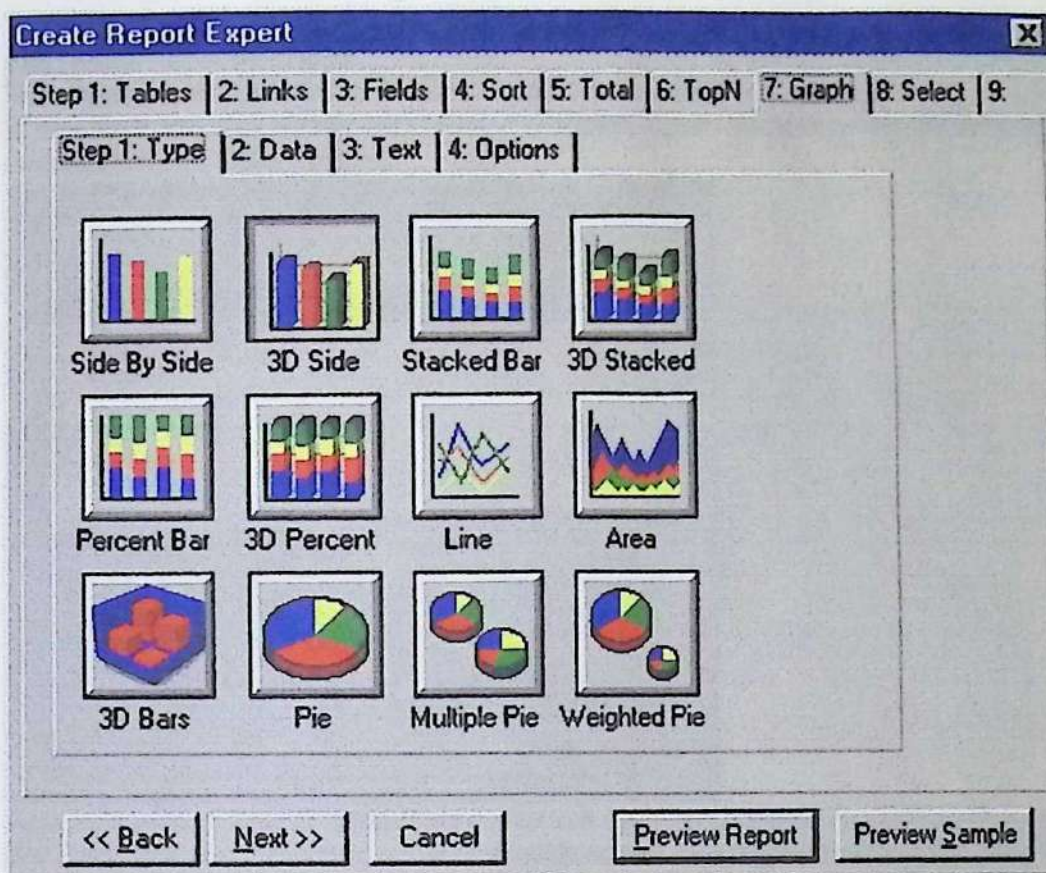 Create Report Expert
Step 1: Tables 2: Links 3: Fields 4: Sort 5: Total 6: TopN 7: Graph 8: Select 9:
Step 1: Type 2: Data 3: Text 4: Options
Side By Side 3D Side Stacked Bar 3D Stacked
Percent Bar 3D Percent Line Area
3D Bars Pie Multiple Pie Weighted Pie
<< Back Next >> Cancel Preview Report Preview Sample